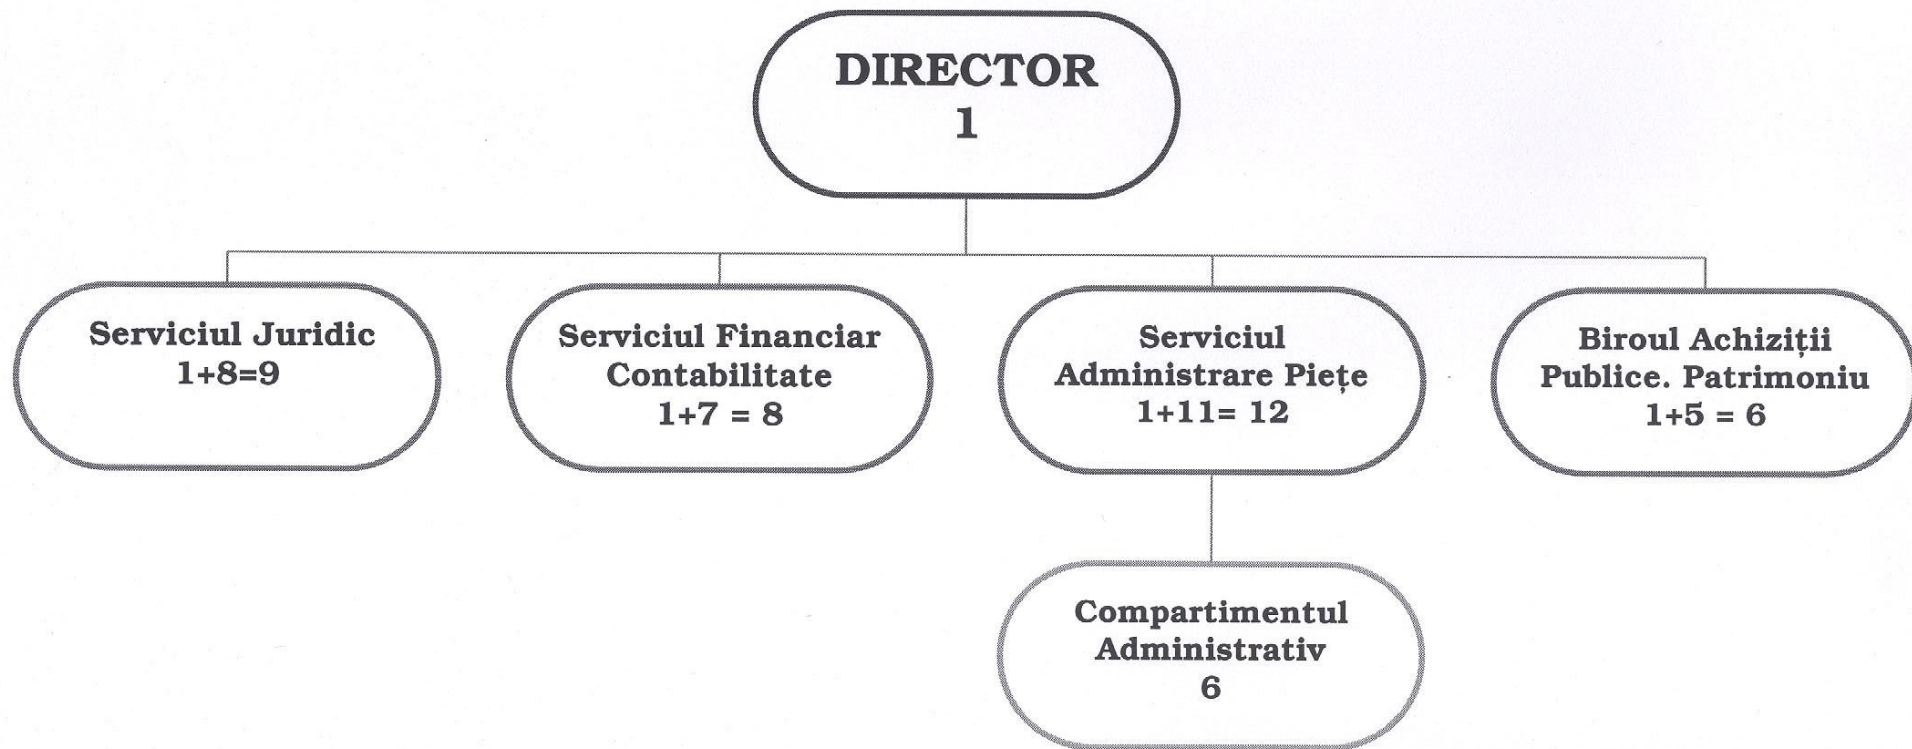 DIRECTOR
1
Serviciul Juridic
1+8=9
Serviciul Financiar
Contabilitate
1+7 = 8
Serviciul
Administrare Piețe
1+11= 12
Biroul Achiziții
Publice. Patrimoniu
1+5 = 6
Compartimentul
Administrativ
6